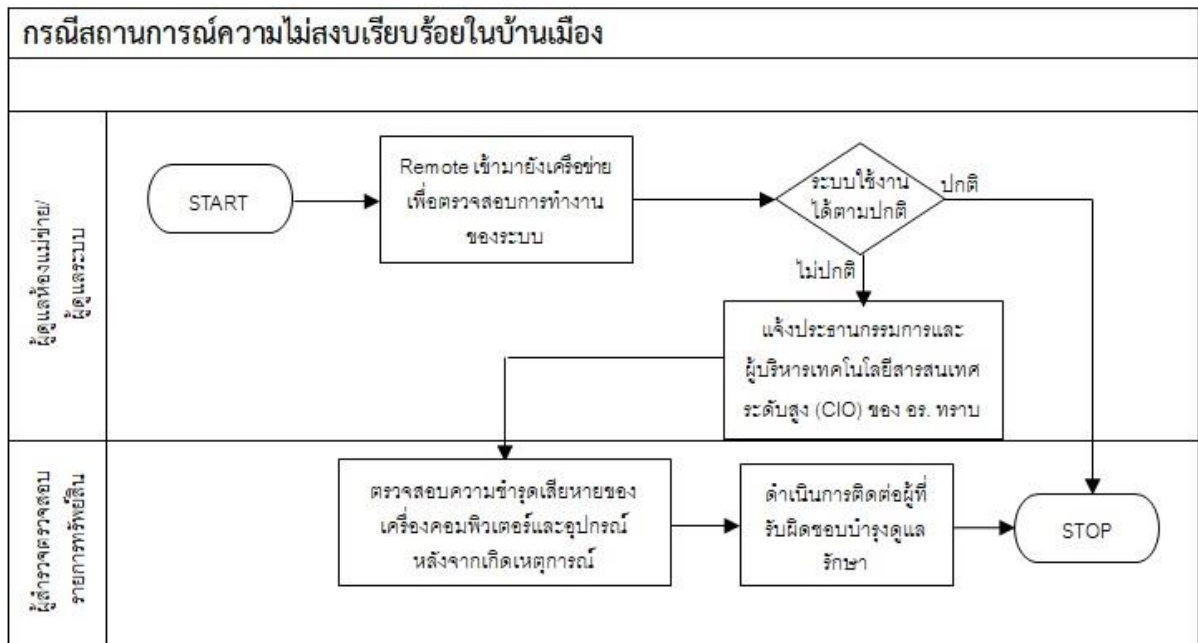 กรณีสถานการณ์ความไม่สงบเรียบร้อยในบ้านเมือง
ผู้ดูแลห้องแม่ข่าย/
ผู้ดูแลระบบ
START
Remote เข้ามายังเครือข่าย
เพื่อตรวจสอบการทำงาน
ของระบบ
ระบบใช้งาน
ได้ตามปกติ
ปกติ
ไม่ปกติ
แจ้งประธานกรรมการและ
ผู้บริหารเทคโนโลยีสารสนเทศ
ระดับสูง (CIO) ของ อร. ทราบ
ผู้สำรวจตรวจสอบ
รายการทรัพย์สิน
ตรวจสอบความชำรุดเสียหายของ
เครื่องคอมพิวเตอร์และอุปกรณ์
หลังจากเกิดเหตุการณ์
ดำเนินการติดต่อผู้ที่
รับผิดชอบบำรุงดูแล
รักษา
STOP